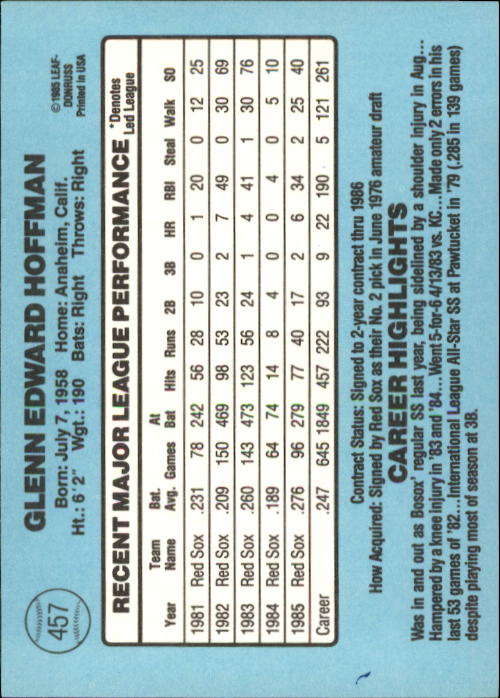 457
GLENN EDWARD HOFFMAN
Born: July 7, 1958 Home: Anaheim, Calif.
Ht.: 6'2" Wgt.: 190 Bats: Right Throws: Right
© 1985 LEAF-
DONRUSS
Printed in USA
RECENT MAJOR LEAGUE PERFORMANCE
*Denotes
Led League
Year Team Name Bat. Avg. Games At Bat Hits Runs 2B 3B HR RBI Steal Walk SO
1981 Red Sox .231 78 242 56 28 10 0 1 20 0 12 25
1982 Red Sox .209 150 469 98 53 23 2 7 49 0 30 69
1983 Red Sox .260 143 473 123 56 24 1 4 41 1 30 76
1984 Red Sox .189 64 74 14 8 4 0 0 4 0 5 10
1985 Red Sox .276 96 279 77 40 17 2 6 34 2 25 40
Career .247 645 1849 457 222 93 9 22 190 5 121 261
Contract Status: Signed to 2-year contract thru 1986
How Acquired: Signed by Red Sox as their No. 2 pick in June 1976 amateur draft
CAREER HIGHLIGHTS
Was in and out as Bosox' regular SS last year, being sidelined by a shoulder injury in Aug...
Hampered by a knee injury in '83 and '84...Went 5-for-6 4/13/83 vs. KC...Made only 2 errors in his
last 53 games of '82...International League All-Star SS at Pawtucket in '79 (.285 in 139 games)
despite playing most of season at 3B.